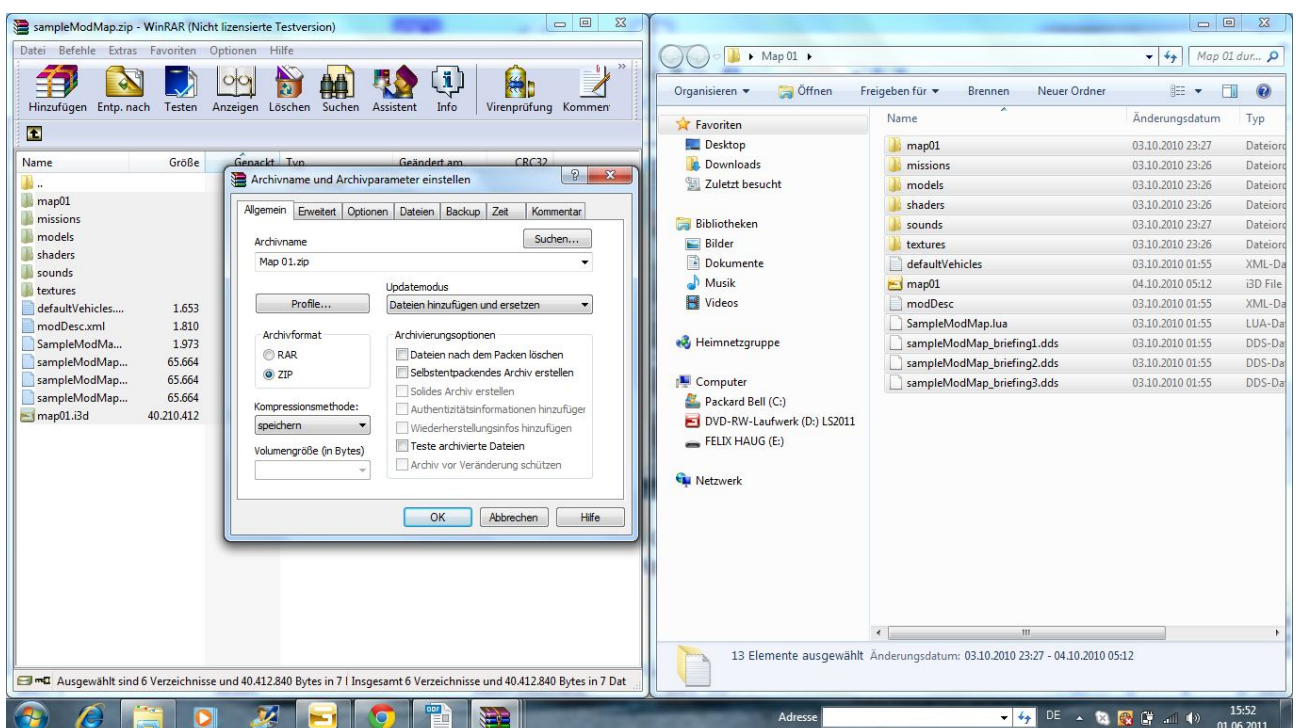 sampleModMap.zip - WinRAR (Nicht lizensierte Testversion)
Datei Befehle Extras Favoriten Optionen Hilfe
Hinzufügen Entp. nach Testen Anzeigen Löschen Suchen Assistent Info Virenprüfung Kommen
Name Größe Gepackt Typ Geändert am CRC32
..
map01
missions
models
shaders
sounds
textures
defaultVehicles.... 1.653
modDesc.xml 1.810
SampleModMa... 1.973
sampleModMap... 65.664
sampleModMap... 65.664
sampleModMap... 65.664
map01.i3d 40.210.412
Archivname und Archivparameter einstellen
Allgemein Erweitert Optionen Dateien Backup Zeit Kommentar
Archivname
Suchen...
Map 01.zip
Profile...
Updatemodus
Dateien hinzufügen und ersetzen
Archivformat
RAR
ZIP
Kompressionsmethode:
speichern
Volumengröße (in Bytes)
Archivierungsoptionen
Dateien nach dem Packen löschen
Selbstentpackendes Archiv erstellen
Solides Archiv erstellen
Authentizitätsinformationen hinzufüger
Wiederherstellungsinfos hinzufügen
Teste archivierte Dateien
Archiv vor Veränderung schützen
OK Abbrechen Hilfe
Ausgewählt sind 6 Verzeichnisse und 40.412.840 Bytes in 7 I Insgesamt 6 Verzeichnisse und 40.412.840 Bytes in 7 Dat
Map 01
Map 01 dur...
Organisieren Öffnen Freigeben für Brennen Neuer Ordner
Favoriten
Desktop
Downloads
Zuletzt besucht
Bibliotheken
Bilder
Dokumente
Musik
Videos
Heimnetzgruppe
Computer
Packard Bell (C:)
DVD-RW-Laufwerk (D:) LS2011
FELIX HAUG (E:)
Netzwerk
Name Änderungsdatum Typ
map01 03.10.2010 23:27 Dateiord
missions 03.10.2010 23:26 Dateiord
models 03.10.2010 23:26 Dateiord
shaders 03.10.2010 23:26 Dateiord
sounds 03.10.2010 23:27 Dateiord
textures 03.10.2010 23:26 Dateiord
defaultVehicles 03.10.2010 01:55 XML-Da
map01 04.10.2010 05:12 i3D File
modDesc 03.10.2010 01:55 XML-Da
SampleModMap.lua 03.10.2010 01:55 LUA-Da
sampleModMap_briefing1.dds 03.10.2010 01:55 DDS-Da
sampleModMap_briefing2.dds 03.10.2010 01:55 DDS-Da
sampleModMap_briefing3.dds 03.10.2010 01:55 DDS-Da
13 Elemente ausgewählt Änderungsdatum: 03.10.2010 23:27 - 04.10.2010 05:12
Adresse DE 15:52
01.06.2011